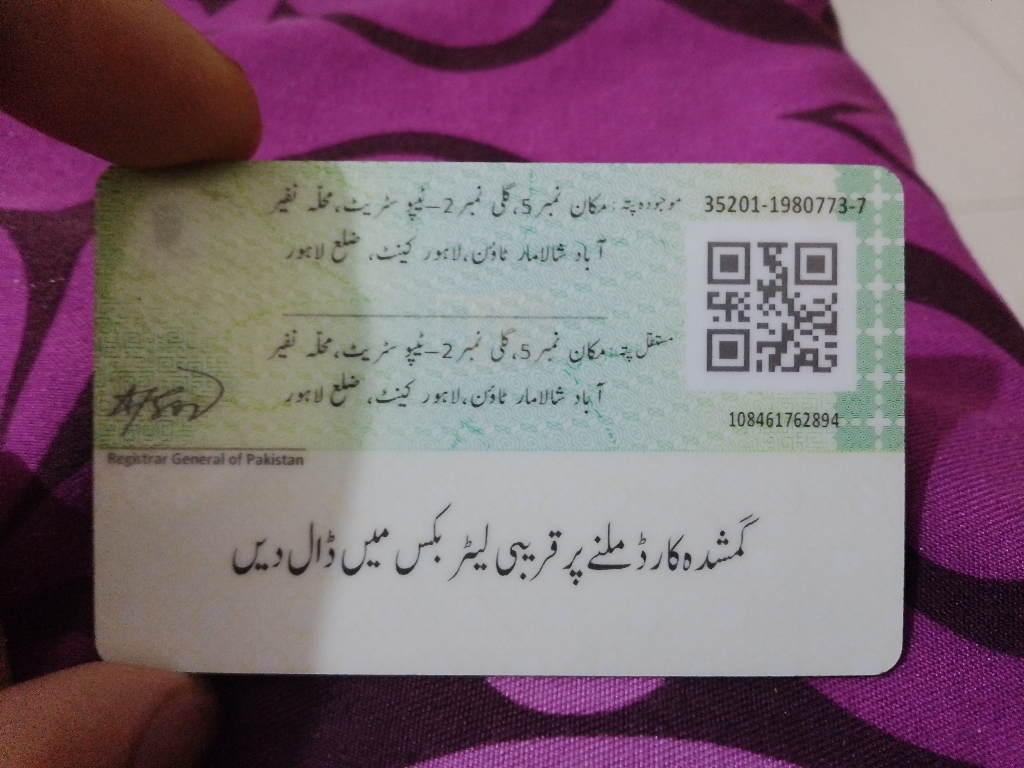 موجودہ پتہ: مکان نمبر 5، گلی نمبر 2–ٹیپو سٹریٹ، محلہ نفیر
35201-1980773-7
آباد شالامار ٹاؤن، لاہور کینٹ، ضلع لاہور
مستقل پتہ: مکان نمبر 5، گلی نمبر 2–ٹیپو سٹریٹ، محلہ نفیر
آباد شالامار ٹاؤن، لاہور کینٹ، ضلع لاہور
108461762894
Registrar General of Pakistan
گمشدہ کارڈ ملنے پر قریبی لیٹر بکس میں ڈال دیں